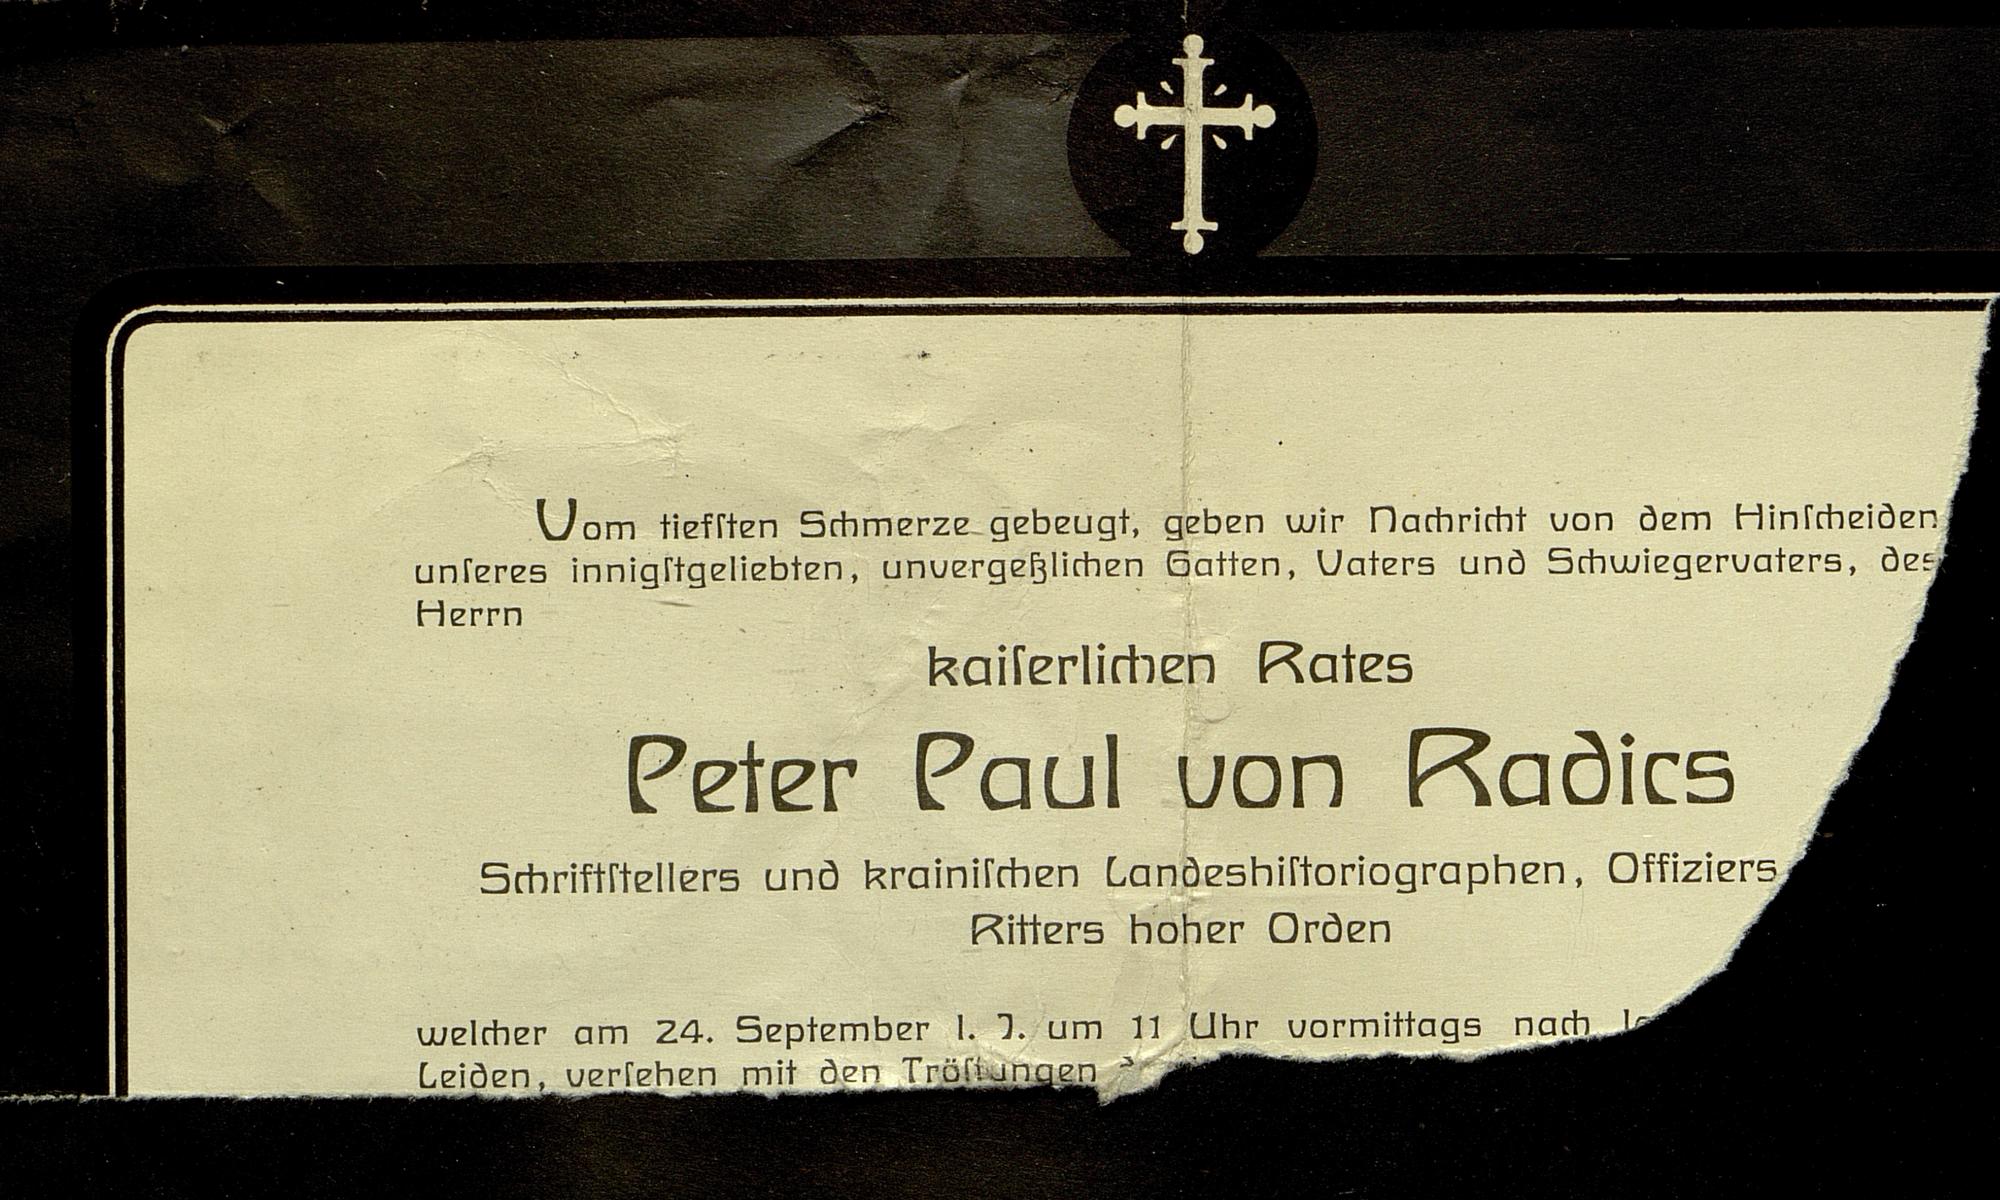 Vom tiefſten Schmerze gebeugt, geben wir Nachricht von dem Hinſcheiden
unſeres innigſtgeliebten, unvergeßlichen Gatten, Vaters und Schwiegervaters, des
Herrn
kaiſerlichen Rates
Peter Paul von Radics
Schriftſtellers und krainiſchen Landeshiſtoriographen, Offiziers
Ritters hoher Orden
welcher am 24. September l. J. um 11 Uhr vormittags nach
Leiden, verſehen mit den Tröſtungen